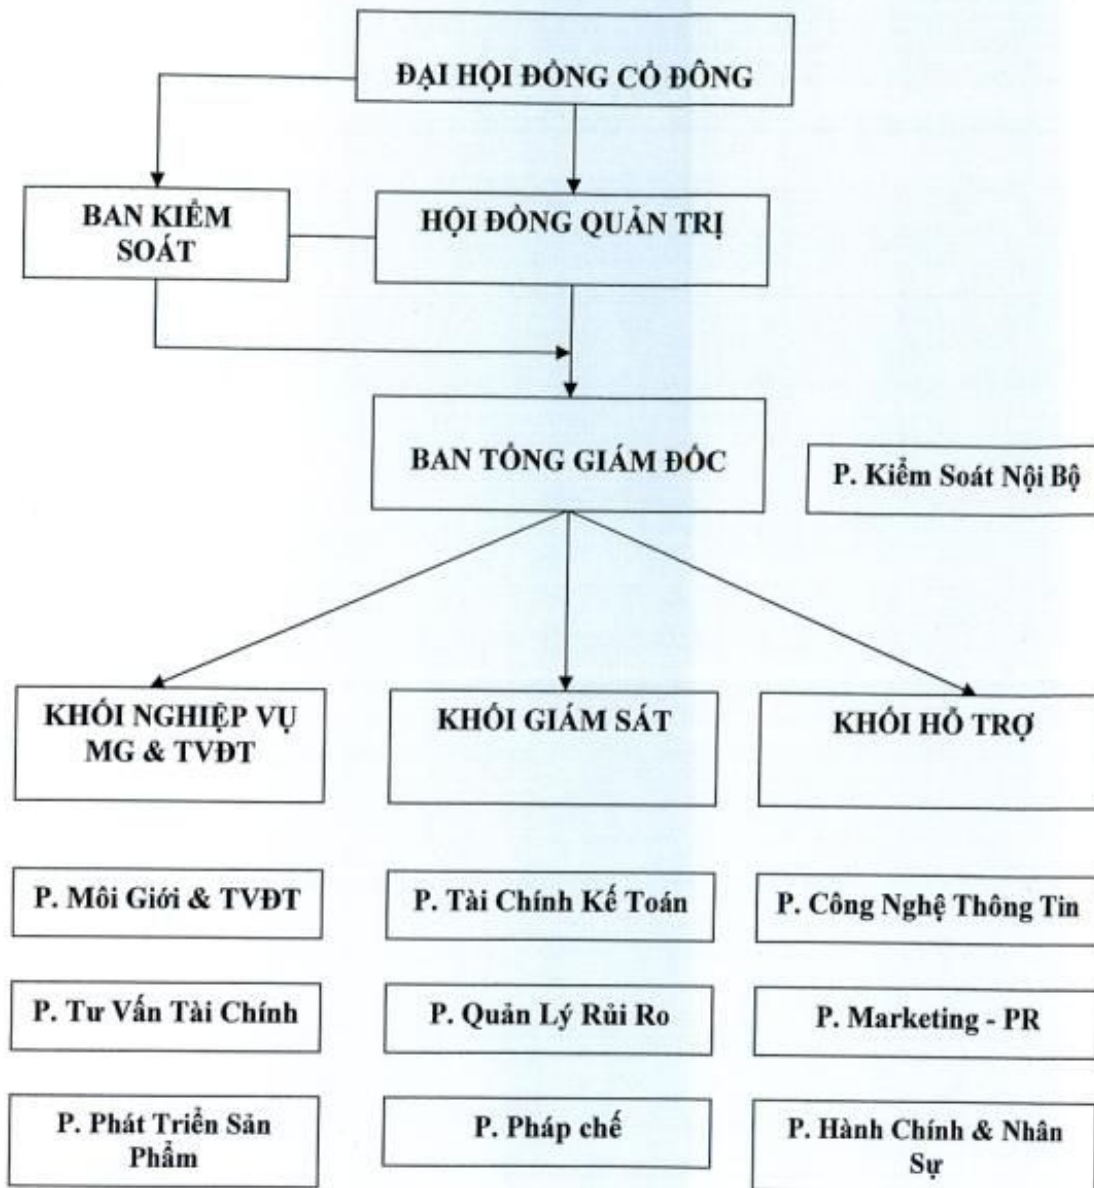 ĐẠI HỘI ĐỒNG CỔ ĐÔNG
BAN KIỂM
SOÁT
HỘI ĐỒNG QUẢN TRỊ
BAN TỔNG GIÁM ĐỐC
P. Kiểm Soát Nội Bộ
KHỐI NGHIỆP VỤ
MG & TVĐT
KHỐI GIÁM SÁT
KHỐI HỖ TRỢ
P. Môi Giới & TVĐT
P. Tài Chính Kế Toán
P. Công Nghệ Thông Tin
P. Tư Vấn Tài Chính
P. Quản Lý Rủi Ro
P. Marketing - PR
P. Phát Triển Sản
Phẩm
P. Pháp chế
P. Hành Chính & Nhân
Sự